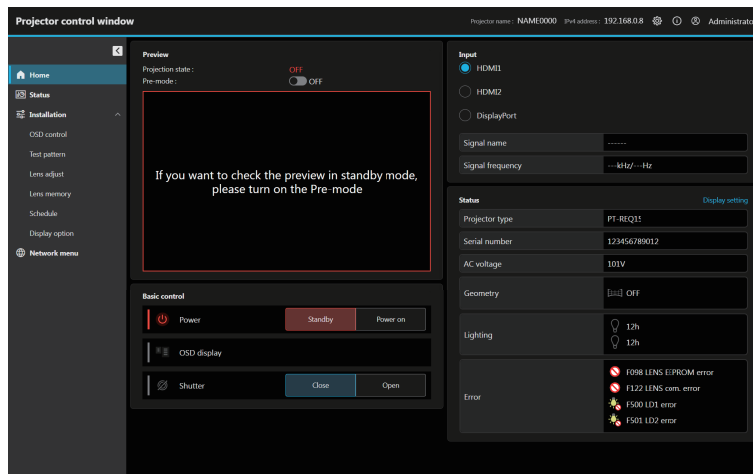 Projector control window
Projector name : NAME0000 IPv4 address : 192.168.0.8 Administrato
Home
Status
Installation
OSD control
Test pattern
Lens adjust
Lens memory
Schedule
Display option
Network menu
Preview
Projection state : OFF
Pre-mode : OFF
If you want to check the preview in standby mode,
please turn on the Pre-mode
Basic control
Power Standby Power on
OSD display
Shutter Close Open
Input
HDMI1
HDMI2
DisplayPort
Signal name ------
Signal frequency ---kHz/---Hz
Status Display setting
Projector type PT-REQ15
Serial number 123456789012
AC voltage 101V
Geometry OFF
Lighting 12h
12h
Error F098 LENS EEPROM error
F122 LENS com. error
F500 LD1 error
F501 LD2 error